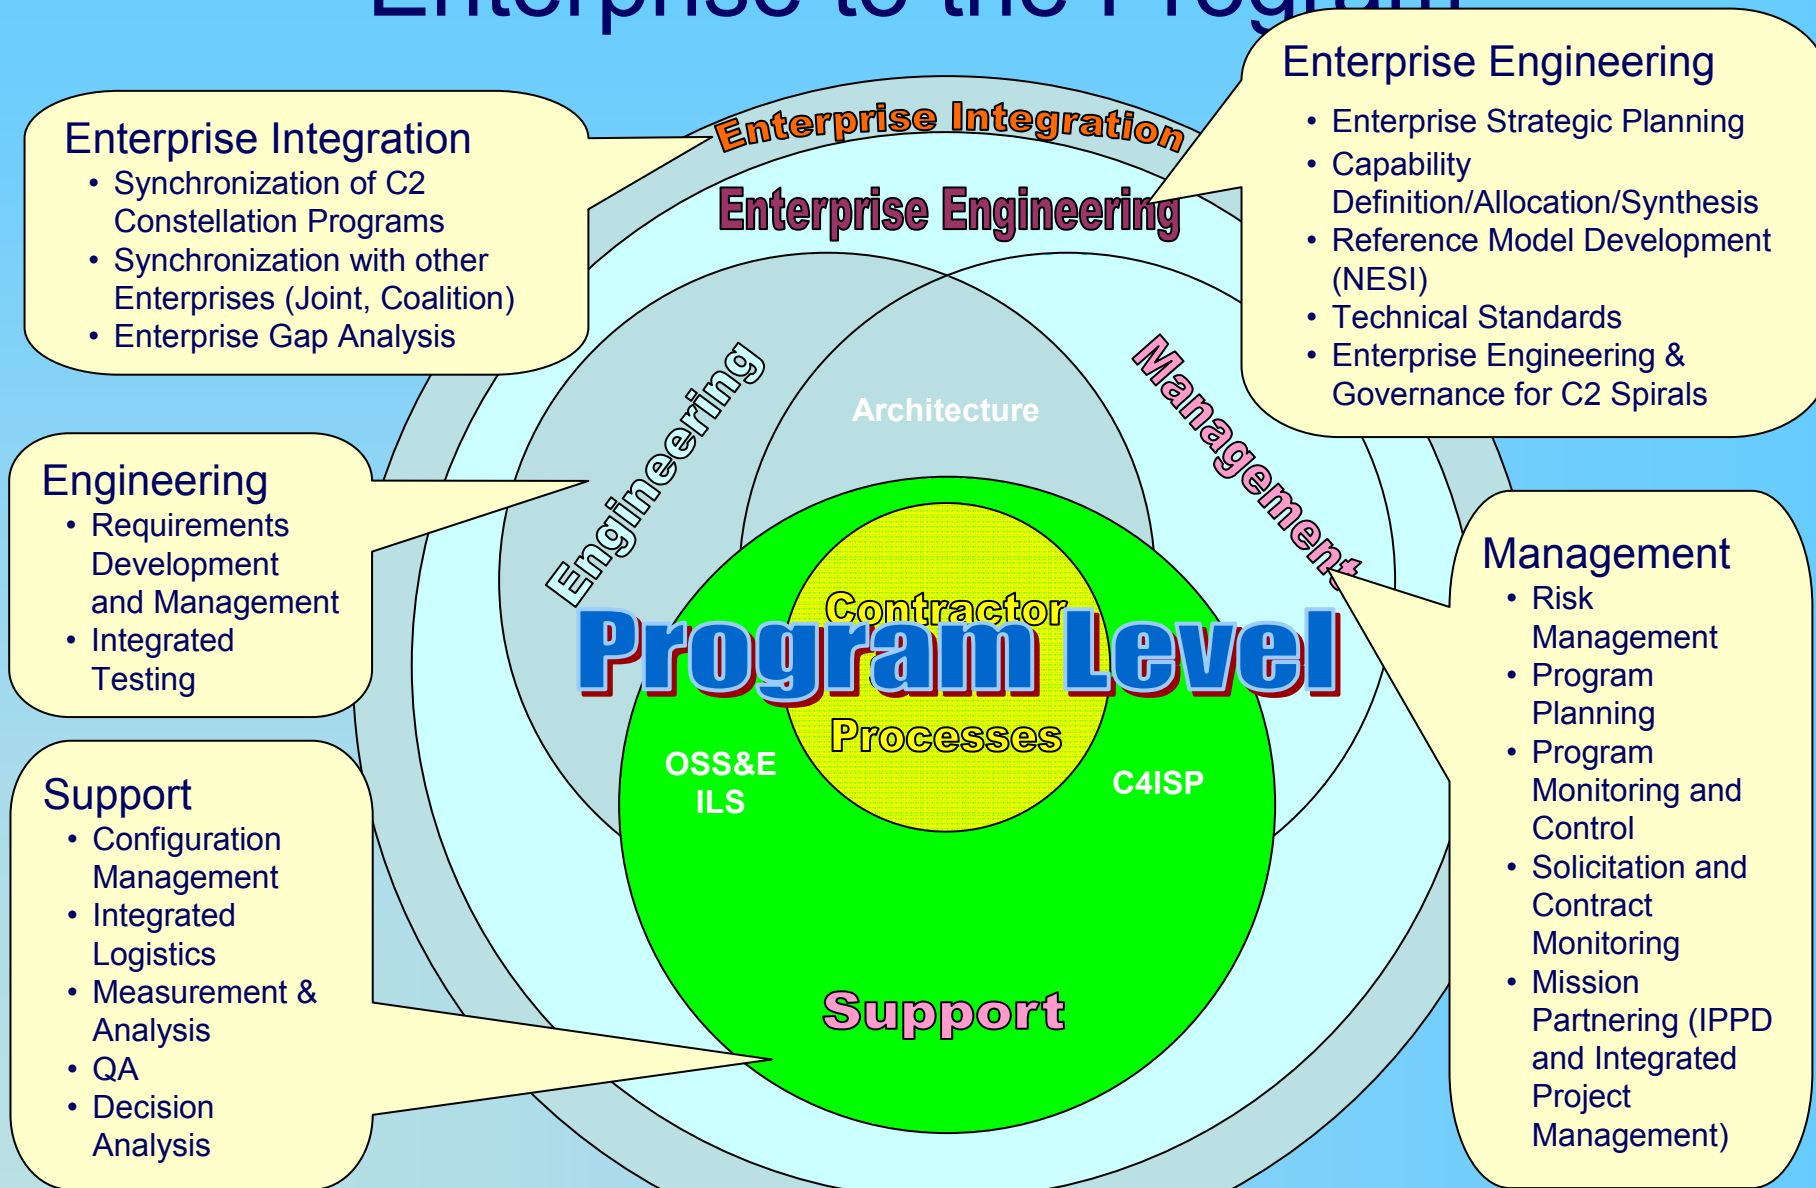 Enterprise to the Program
Enterprise Integration
• Synchronization of C2
Constellation Programs
• Synchronization with other
Enterprises (Joint, Coalition)
• Enterprise Gap Analysis
Enterprise Engineering
• Enterprise Strategic Planning
• Capability
Definition/Allocation/Synthesis
• Reference Model Development
(NESI)
• Technical Standards
• Enterprise Engineering &
Governance for C2 Spirals
Enterprise Integration
Enterprise Engineering
Engineering
Architecture
Management
Engineering
• Requirements
Development
and Management
• Integrated
Testing
Contractor
Program Level
Processes
OSS&E
ILS
C4ISP
Support
Management
• Risk
Management
• Program
Planning
• Program
Monitoring and
Control
• Solicitation and
Contract
Monitoring
• Mission
Partnering (IPPD
and Integrated
Project
Management)
Support
• Configuration
Management
• Integrated
Logistics
• Measurement &
Analysis
• QA
• Decision
Analysis